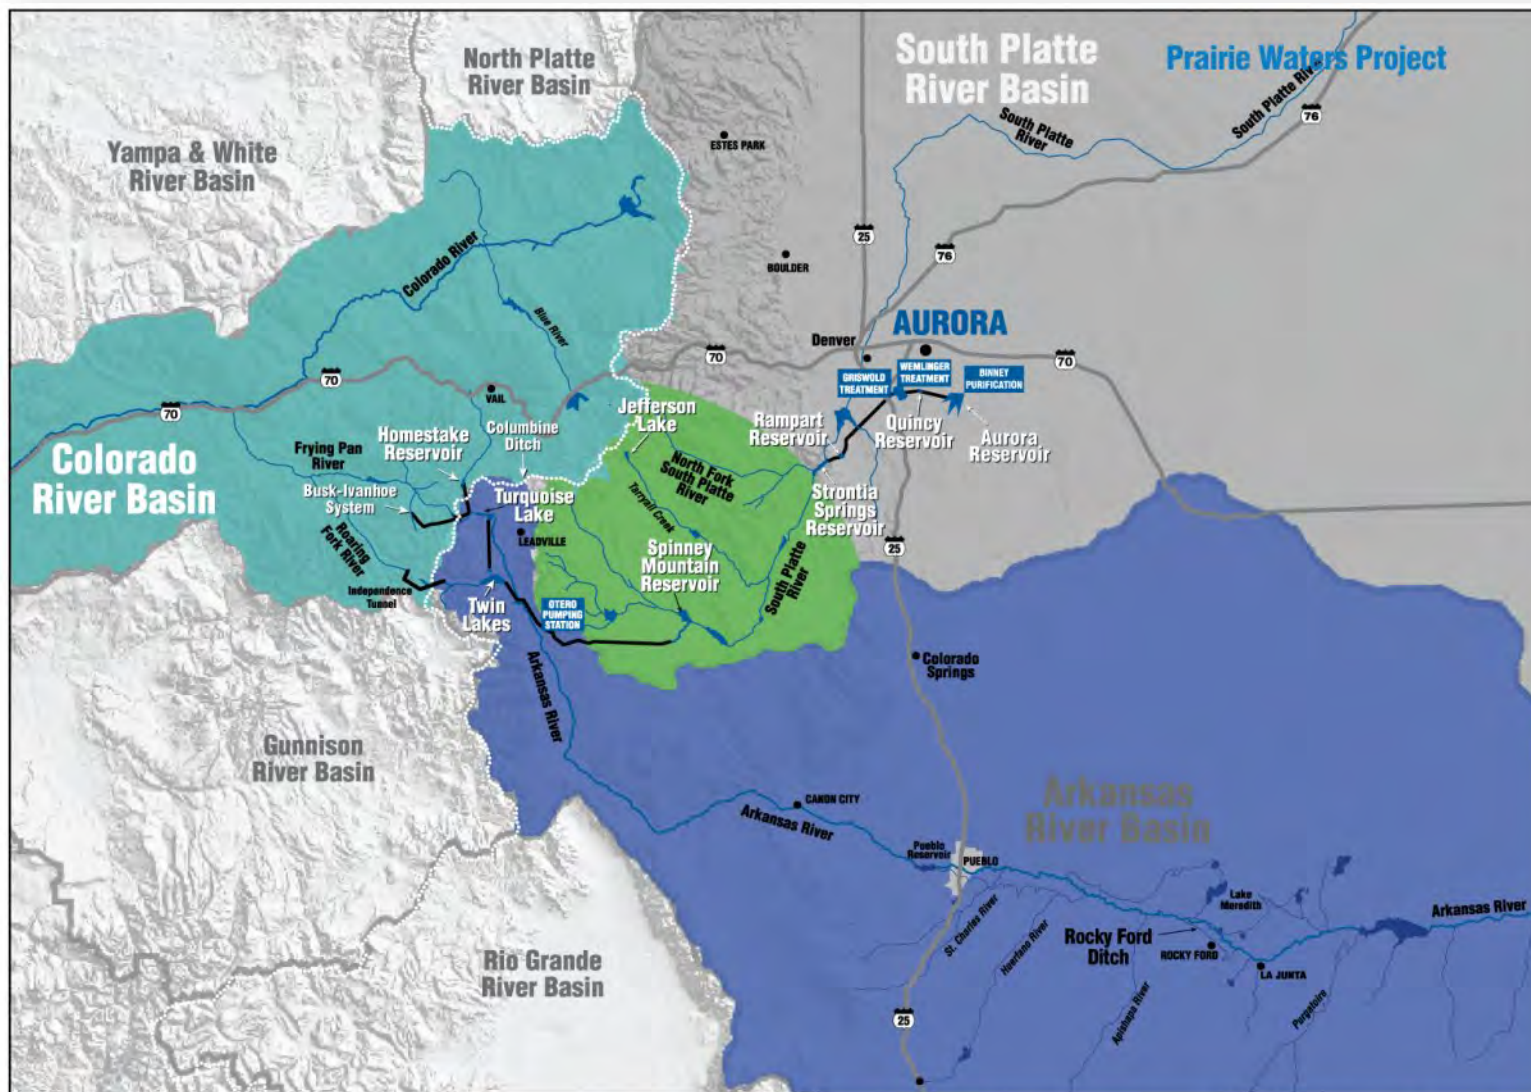 North Platte
River Basin
South Platte
River Basin
Prairie Waters Project
South Platte River
76
South Platte
River
ESTES PARK
Yampa & White
River Basin
25
76
BOULDER
Colorado River
Blue River
AURORA
Denver
70
70
70
70
VAIL
GRISWOLD
TREATMENT
WEMLINGER
TREATMENT
BINNEY
PURIFICATION
Jefferson
Lake
Rampart
Reservoir
Quincy
Reservoir
Aurora
Reservoir
Homestake
Reservoir
Columbine
Ditch
Frying Pan
River
Colorado
River Basin
Busk-Ivanhoe
System
North Fork
South Platte
River
Turquoise
Lake
Strontia
Springs
Reservoir
Tarryall Creek
LEADVILLE
Roaring
Fork River
Spinney
Mountain
Reservoir
25
South Platte
River
Independence
Tunnel
Twin
Lakes
OTERO
PUMPING
STATION
Colorado
Springs
Arkansas River
Gunnison
River Basin
Arkansas
River Basin
CANON CITY
Arkansas River
Pueblo
Reservoir
PUEBLO
Lake
Meredith
Arkansas River
St. Charles River
Huerfano River
Rocky Ford
Ditch
ROCKY FORD
LA JUNTA
Rio Grande
River Basin
25
Apishapa River
Purgatoire